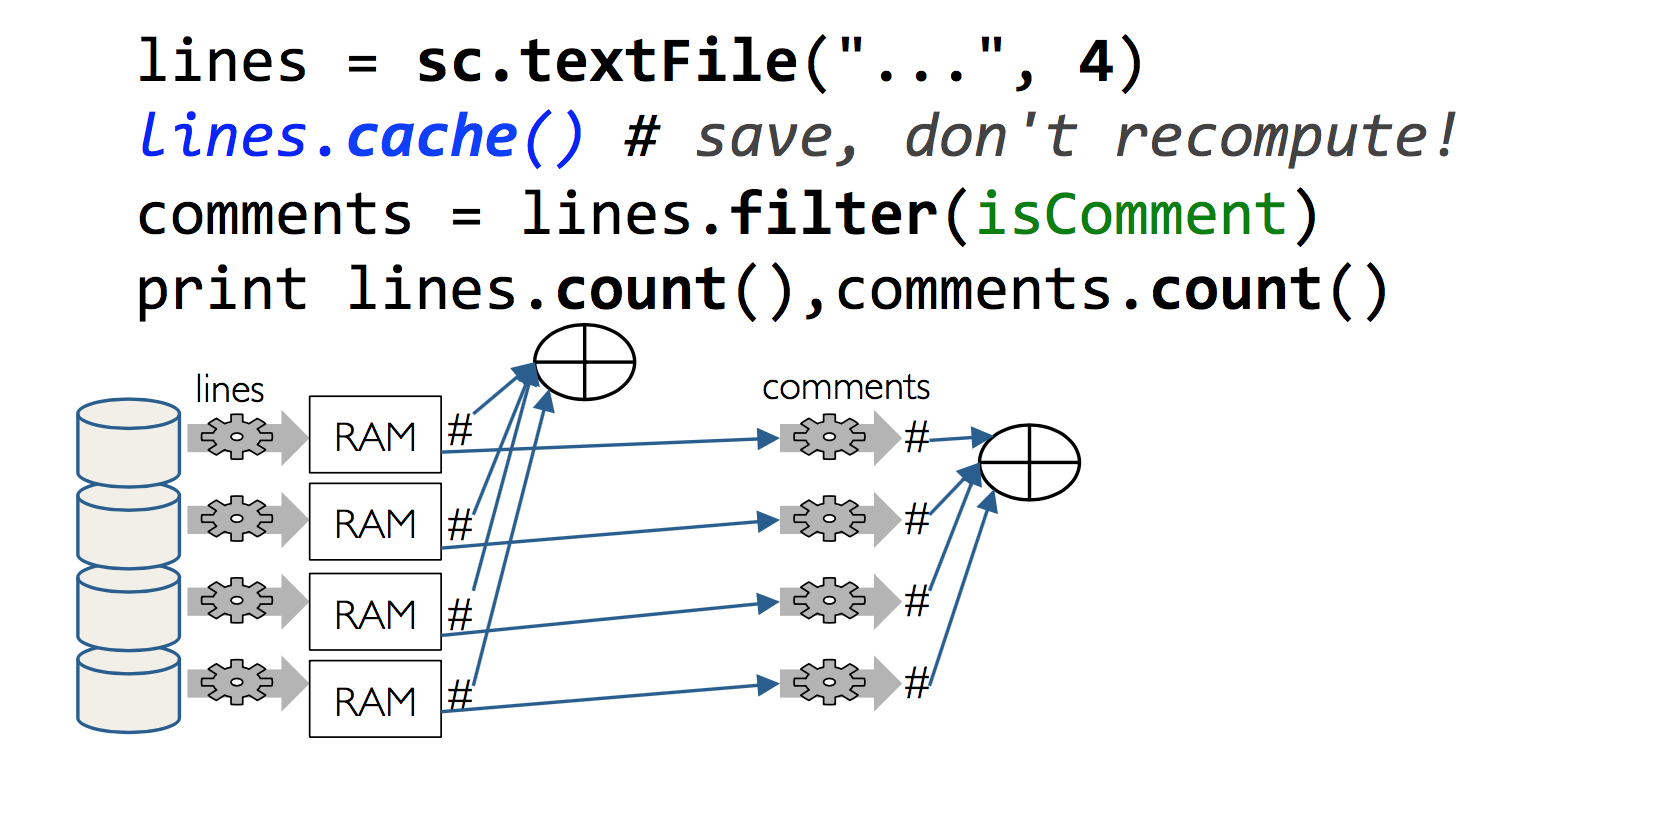 lines = sc.textFile("...", 4)
lines.cache() # save, don't recompute!
comments = lines.filter(isComment)
print lines.count(),comments.count()
lines
comments
RAM # #
RAM # #
RAM # #
RAM # #